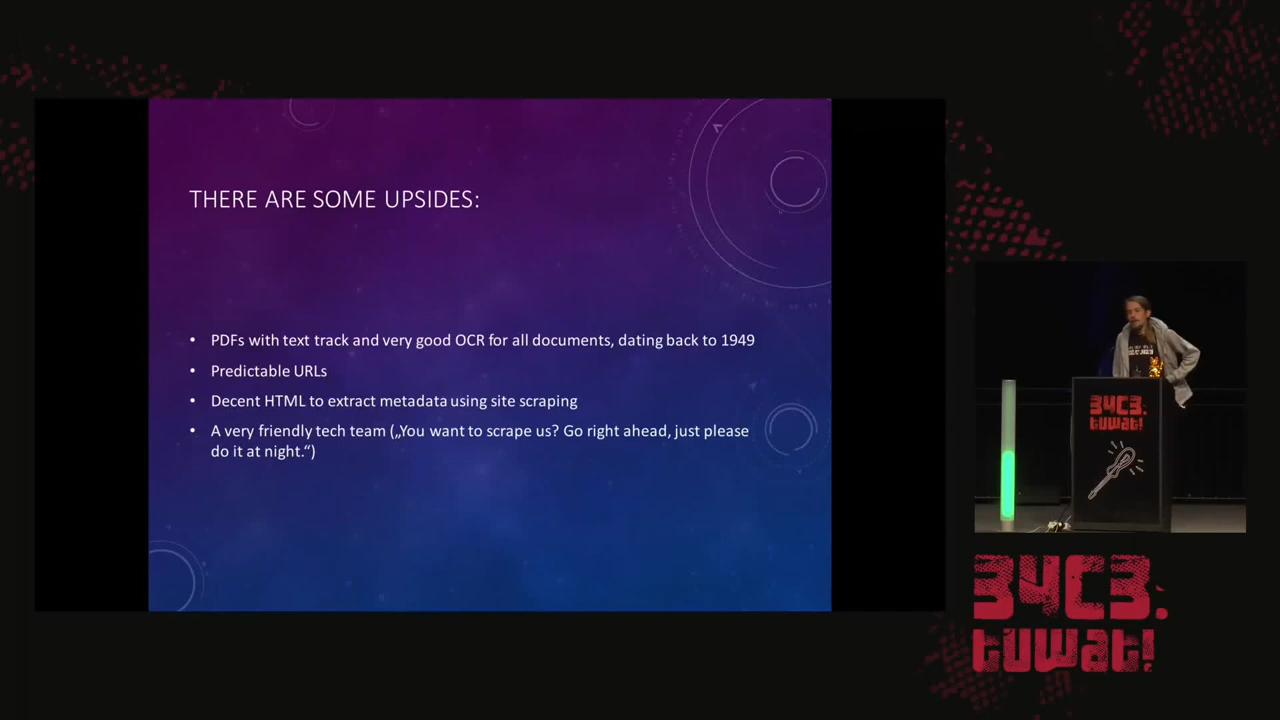 THERE ARE SOME UPSIDES:
• PDFs with text track and very good OCR for all documents, dating back to 1949
• Predictable URLs
• Decent HTML to extract metadata using site scraping
• A very friendly tech team („You want to scrape us? Go right ahead, just please
do it at night.“)
34C3.
tuwat!
34C3.
tuwat!